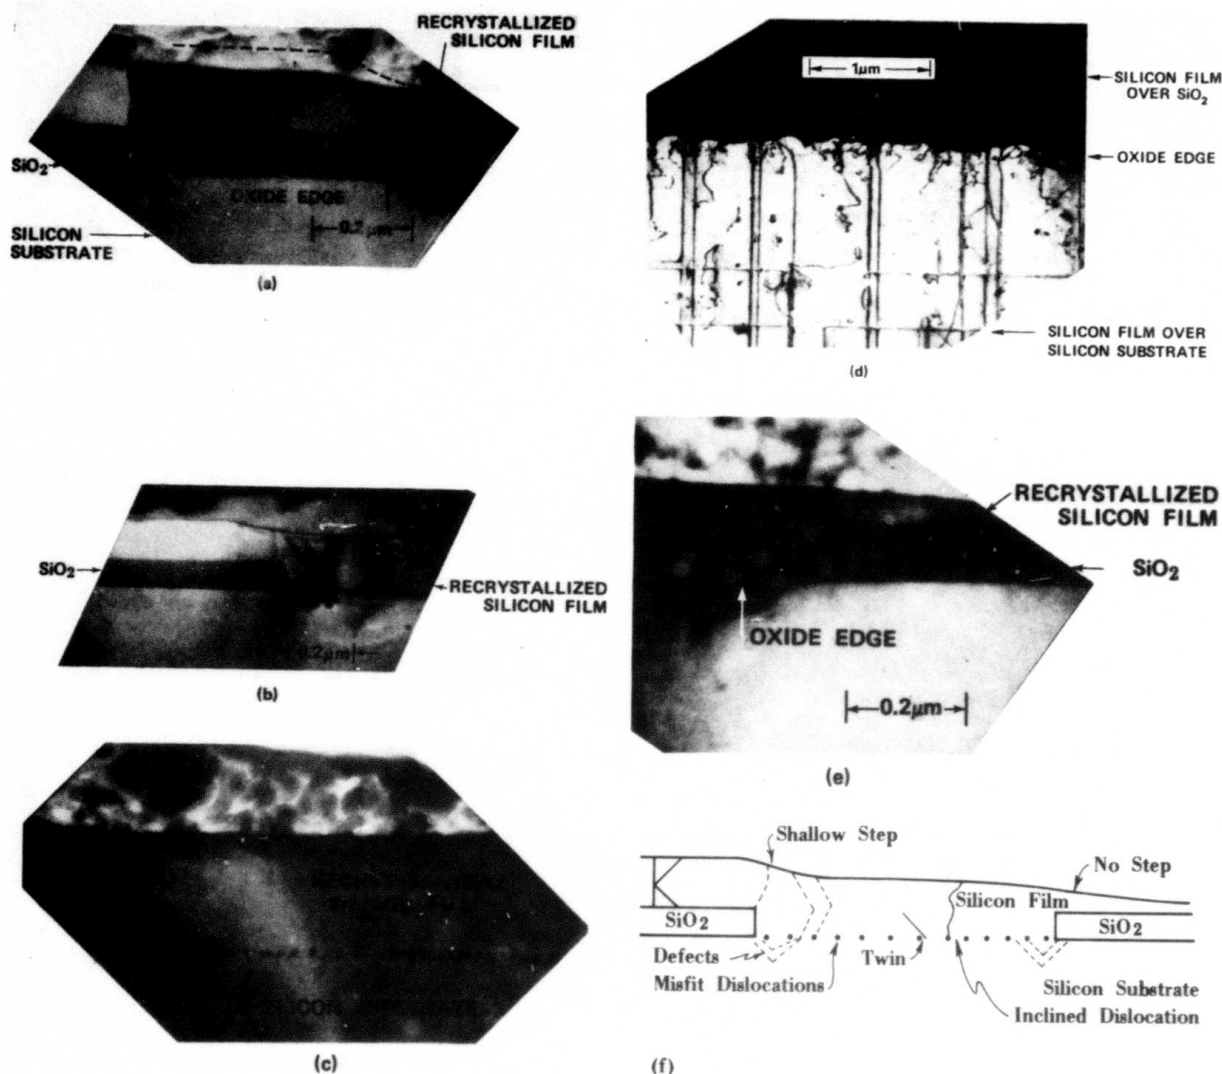 RECRYSTALLIZED
SILICON FILM
SiO₂
OXIDE EDGE
0.2μm
SILICON
SUBSTRATE
(a)
1μm
SILICON FILM
OVER SiO₂
OXIDE EDGE
SILICON FILM OVER
SILICON SUBSTRATE
(d)
SiO₂
RECRYSTALLIZED
SILICON FILM
0.2μm
(b)
RECRYSTALLIZED
SILICON FILM
SiO₂
OXIDE EDGE
0.2μm
(e)
(c)
Shallow Step
No Step
Silicon Film
SiO₂
SiO₂
Defects
Twin
Misfit Dislocations
Silicon Substrate
Inclined Dislocation
(f)